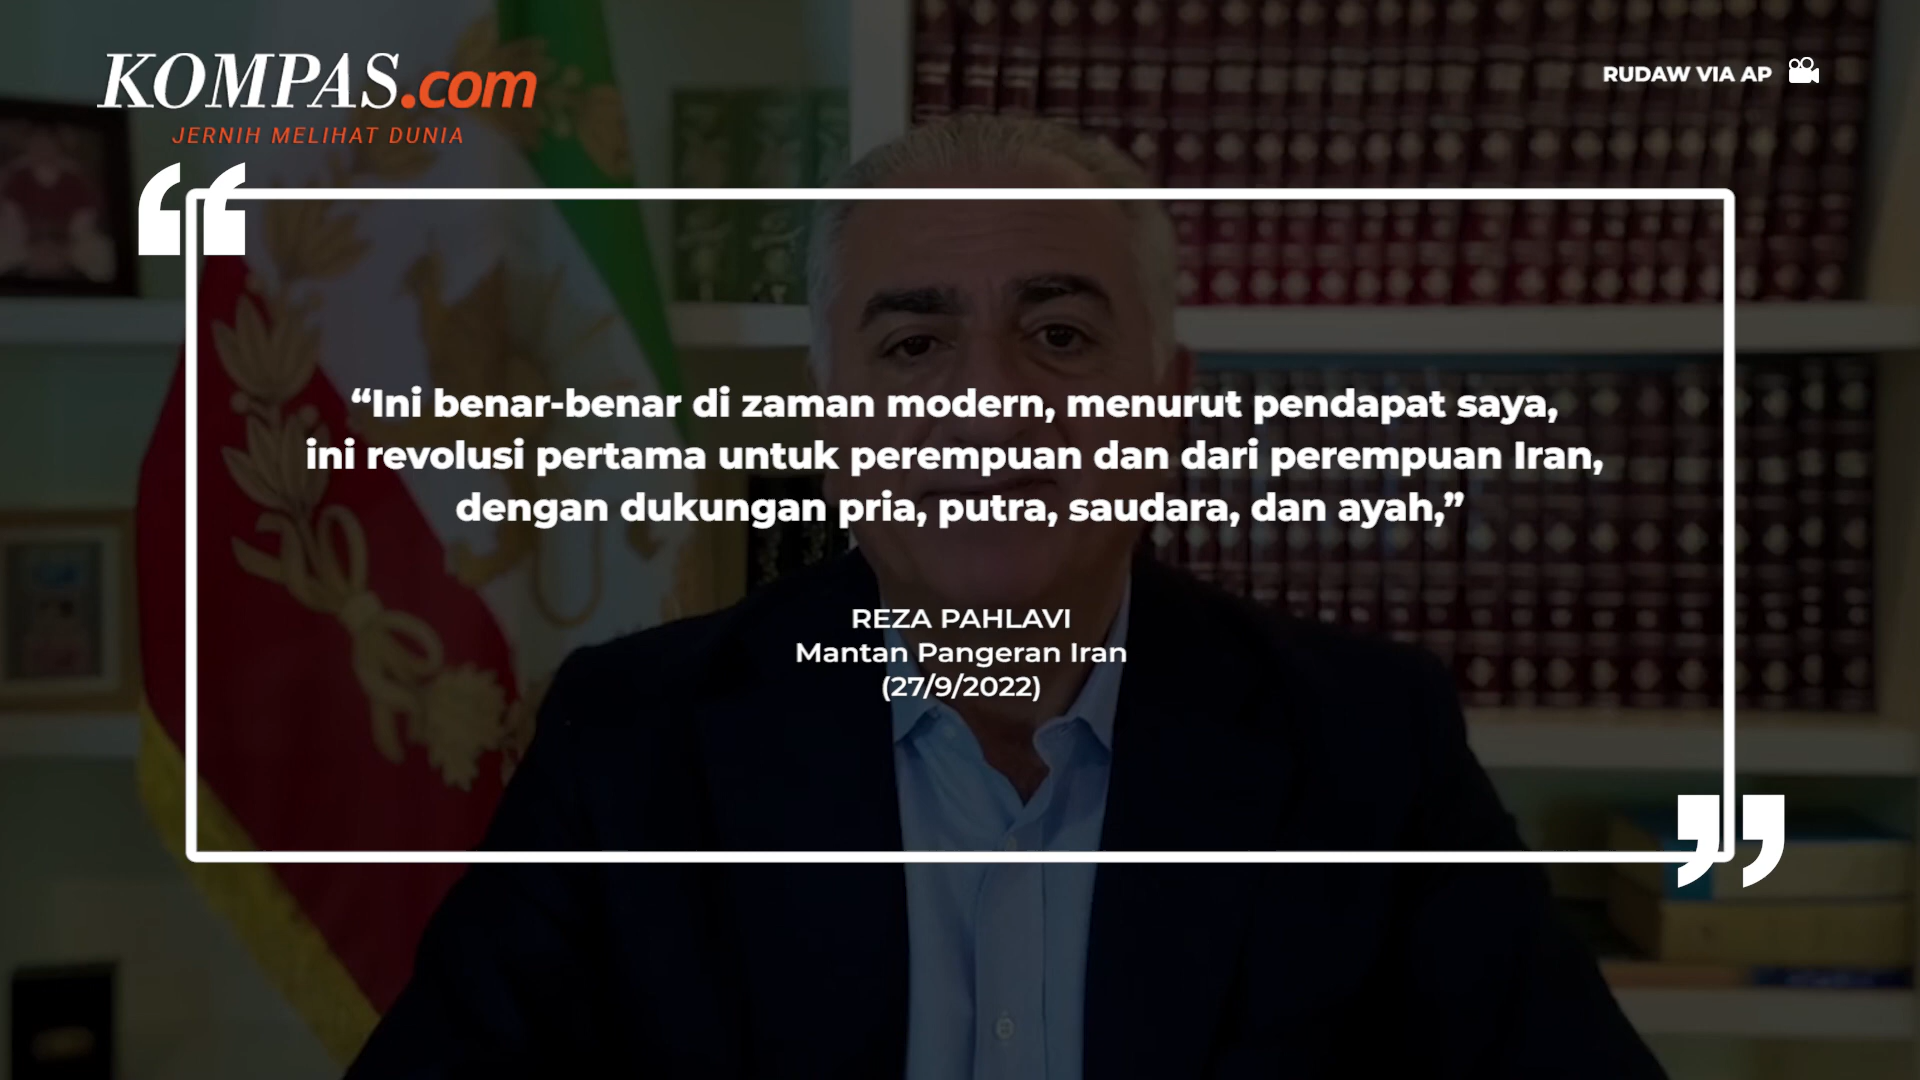 KOMPAS.com
JERNIH MELIHAT DUNIA
RUDAW VIA AP
“Ini benar-benar di zaman modern, menurut pendapat saya,
ini revolusi pertama untuk perempuan dan dari perempuan Iran,
dengan dukungan pria, putra, saudara, dan ayah,”
REZA PAHLAVI
Mantan Pangeran Iran
(27/9/2022)